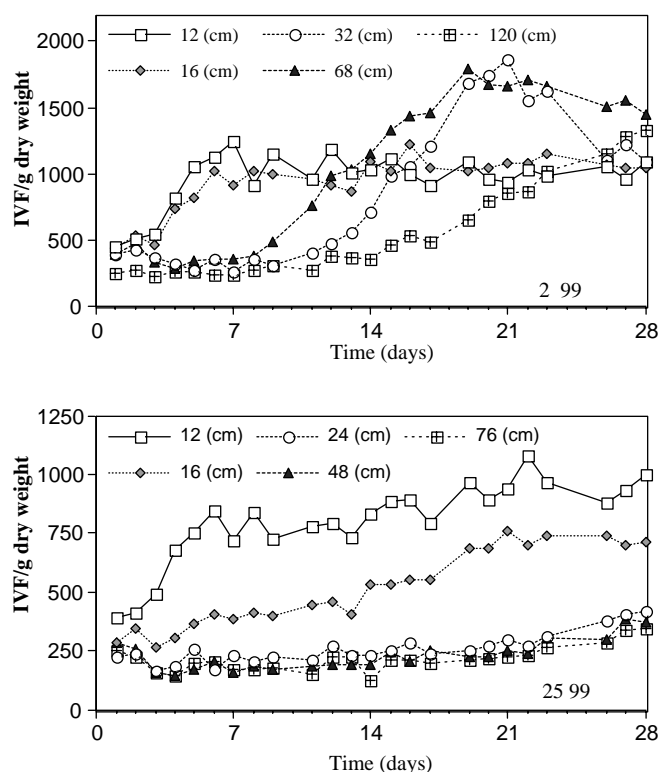 12 (cm) 32 (cm) 120 (cm)
16 (cm) 68 (cm)
2000
1500
1000
500
0
IVF/g dry weight
2 99
0 7 14 21 28
Time (days)
12 (cm) 24 (cm) 76 (cm)
16 (cm) 48 (cm)
1250
1000
750
500
250
0
IVF/g dry weight
25 99
0 7 14 21 28
Time (days)